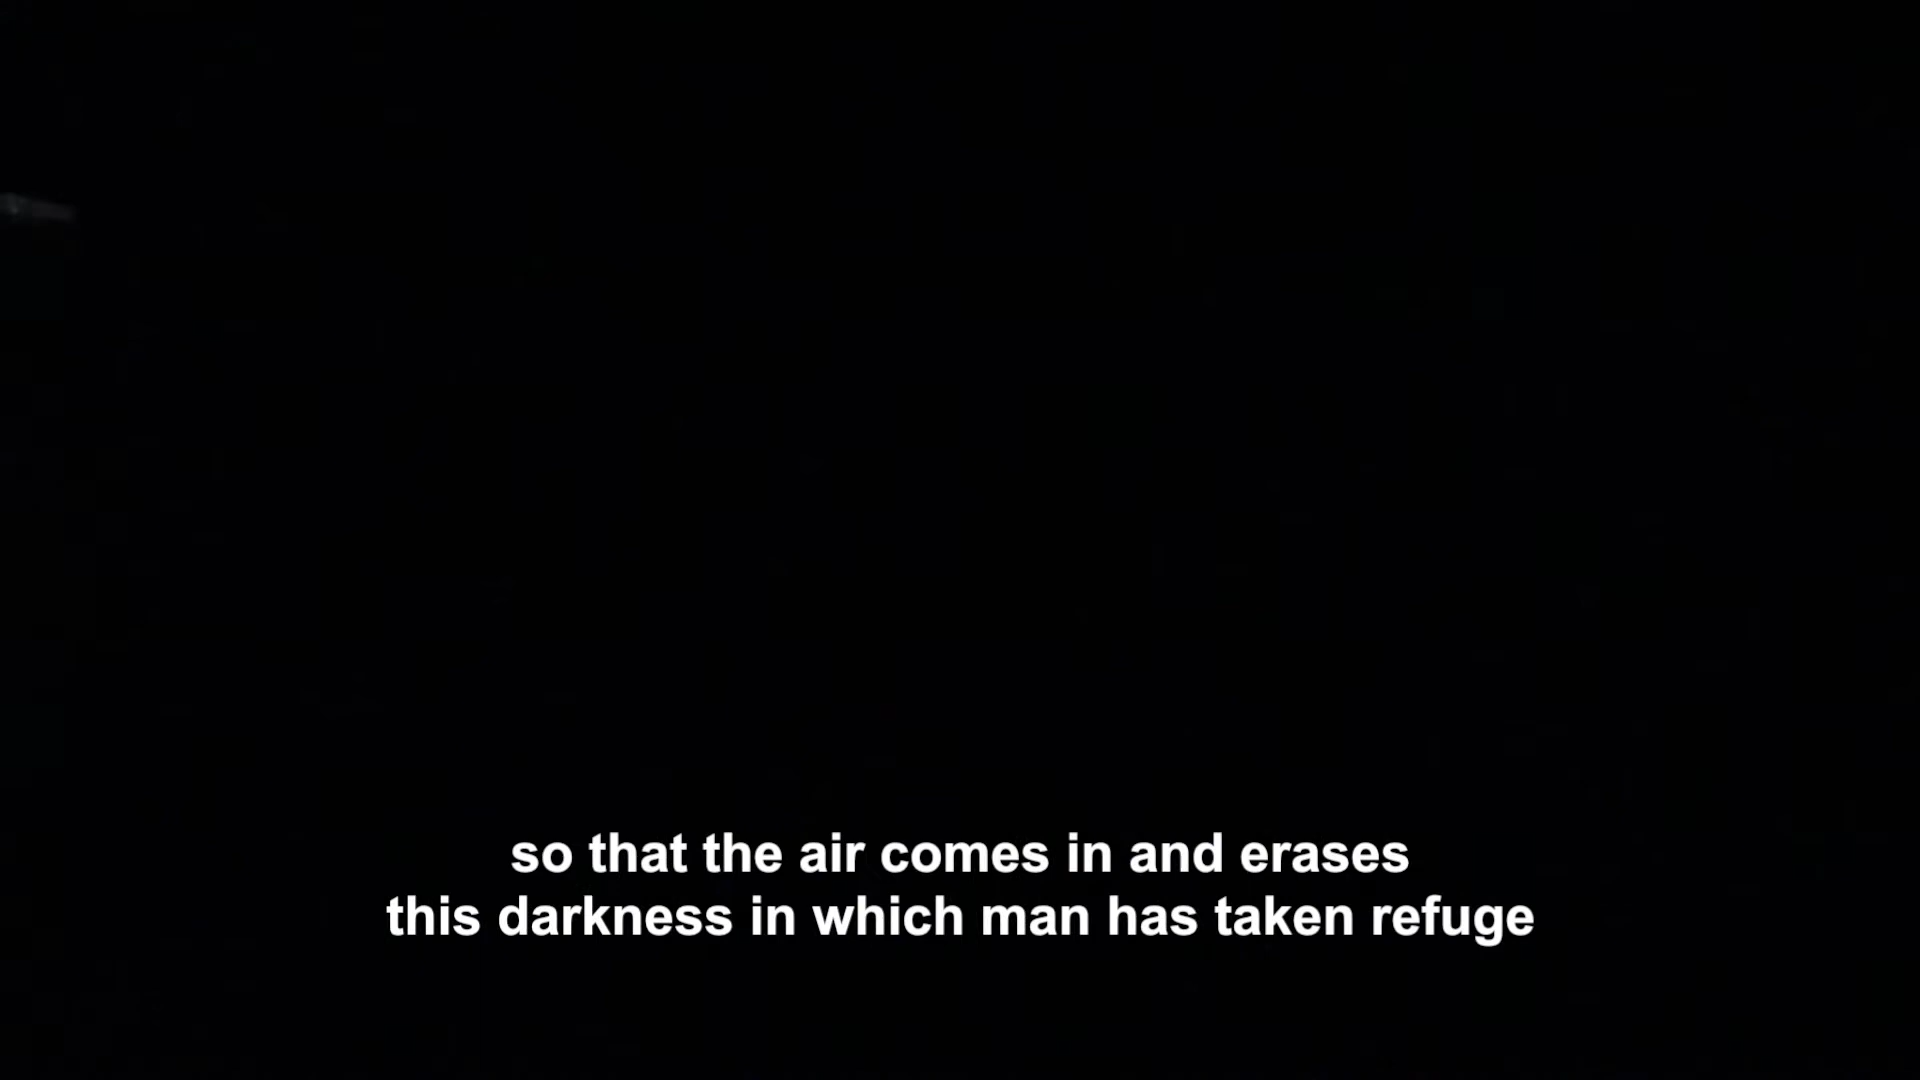 so that the air comes in and erases
this darkness in which man has taken refuge